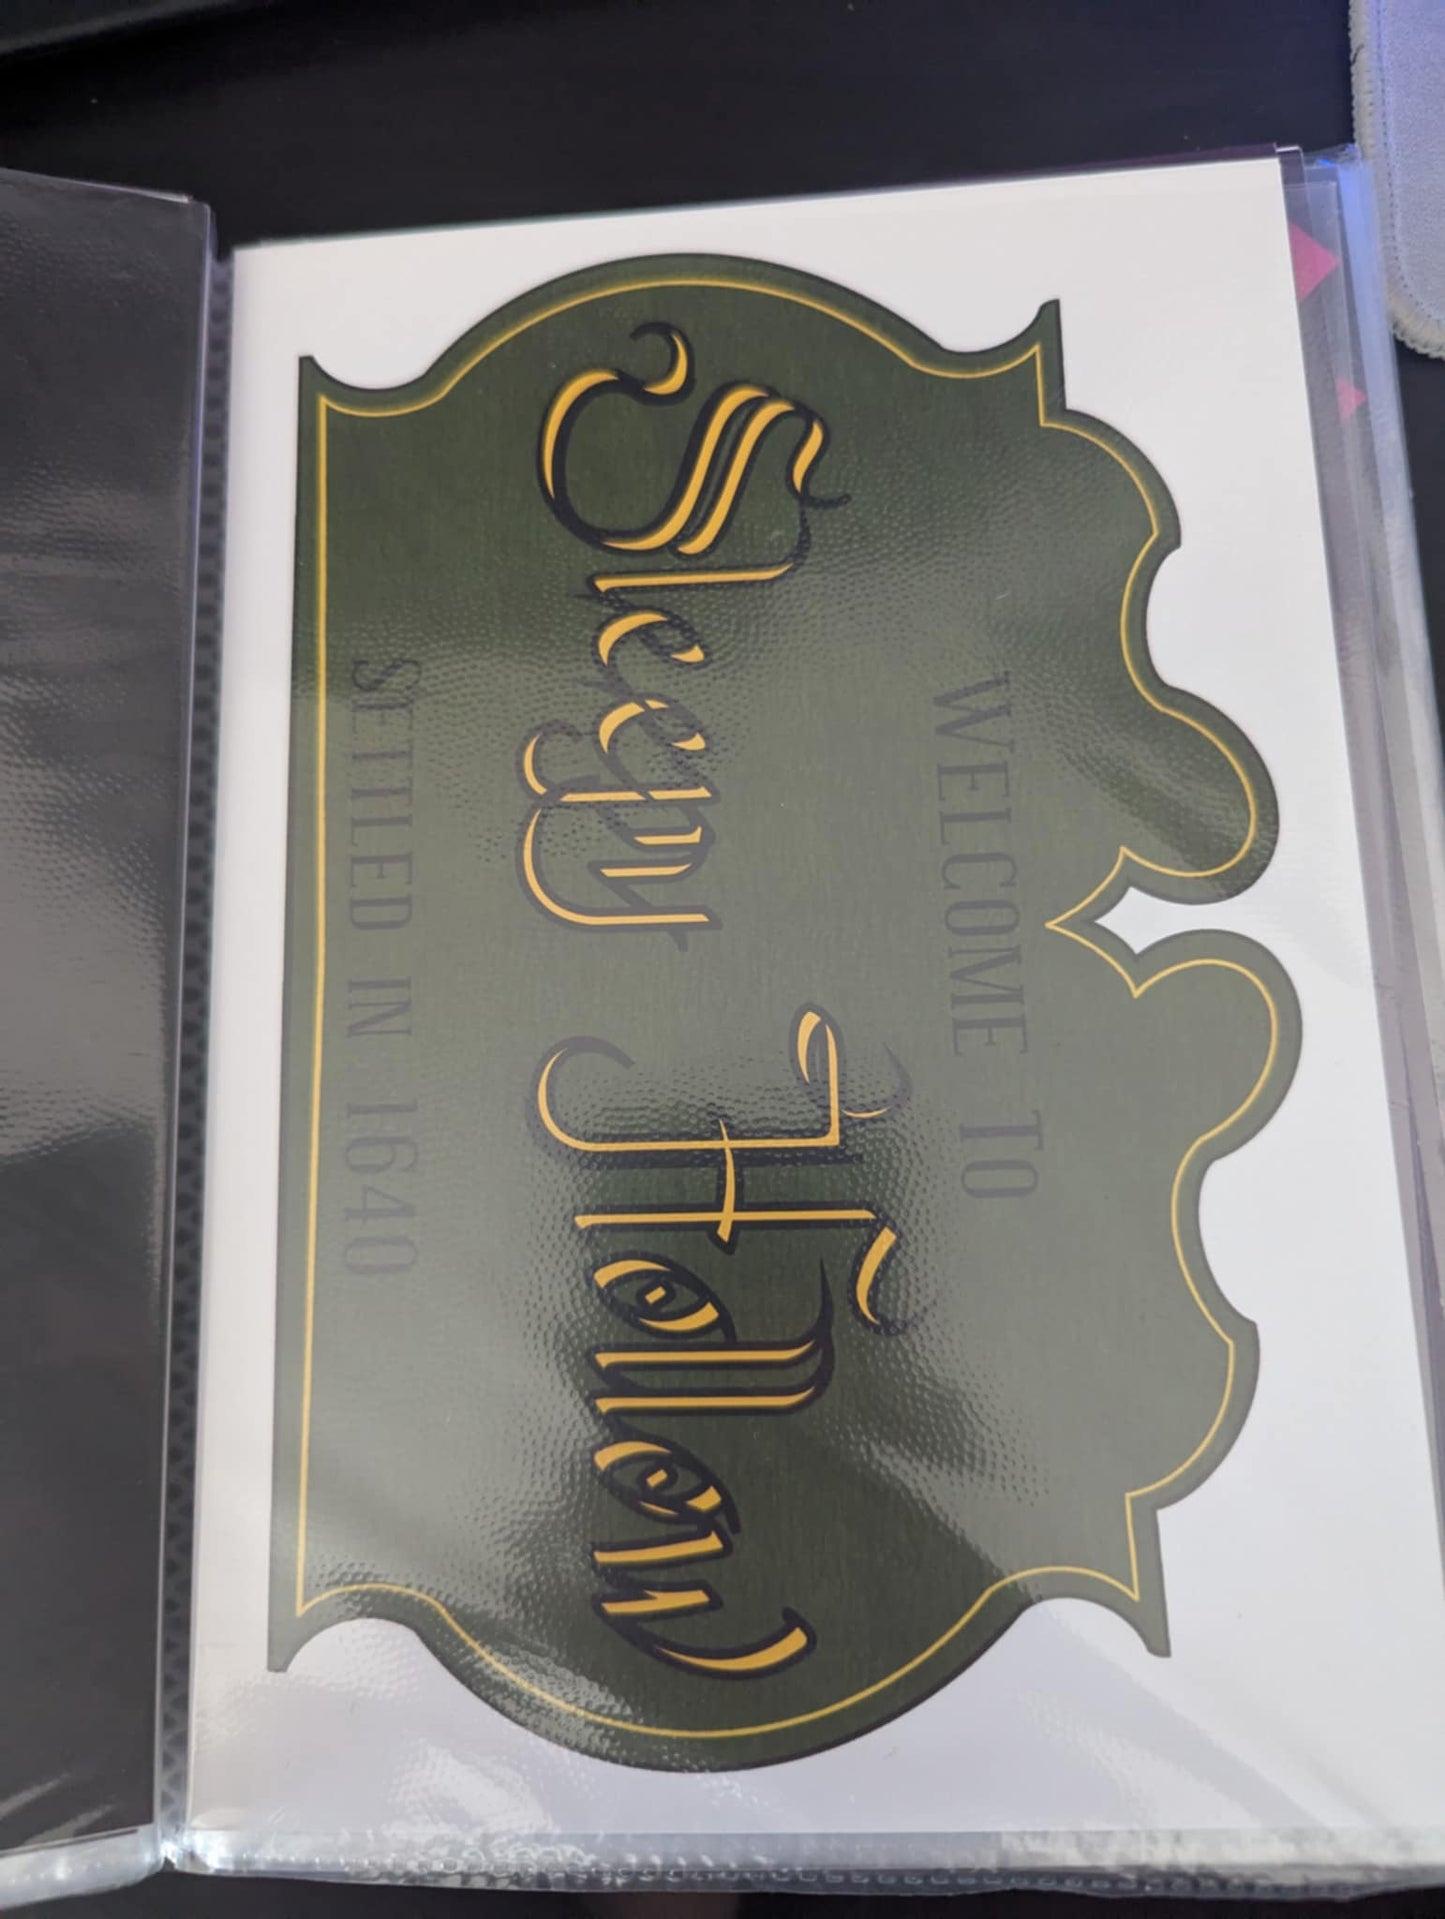 WELCOME TO
Sleepy Hollow
SETTLED IN 1640